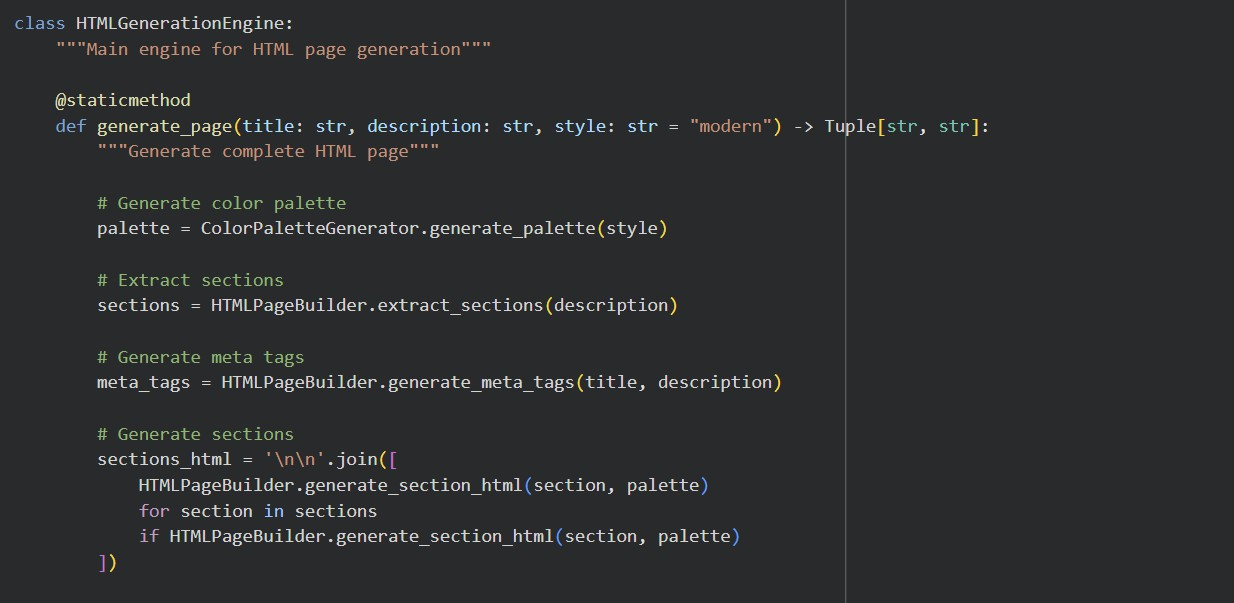 class HTMLGenerationEngine:
    """Main engine for HTML page generation"""
    @staticmethod
    def generate_page(title: str, description: str, style: str = "modern") -> Tuple[str, str]:
        """Generate complete HTML page"""
        # Generate color palette
        palette = ColorPaletteGenerator.generate_palette(style)
        # Extract sections
        sections = HTMLPageBuilder.extract_sections(description)
        # Generate meta tags
        meta_tags = HTMLPageBuilder.generate_meta_tags(title, description)
        # Generate sections
        sections_html = '\n\n'.join([
            HTMLPageBuilder.generate_section_html(section, palette)
            for section in sections
            if HTMLPageBuilder.generate_section_html(section, palette)
        ])